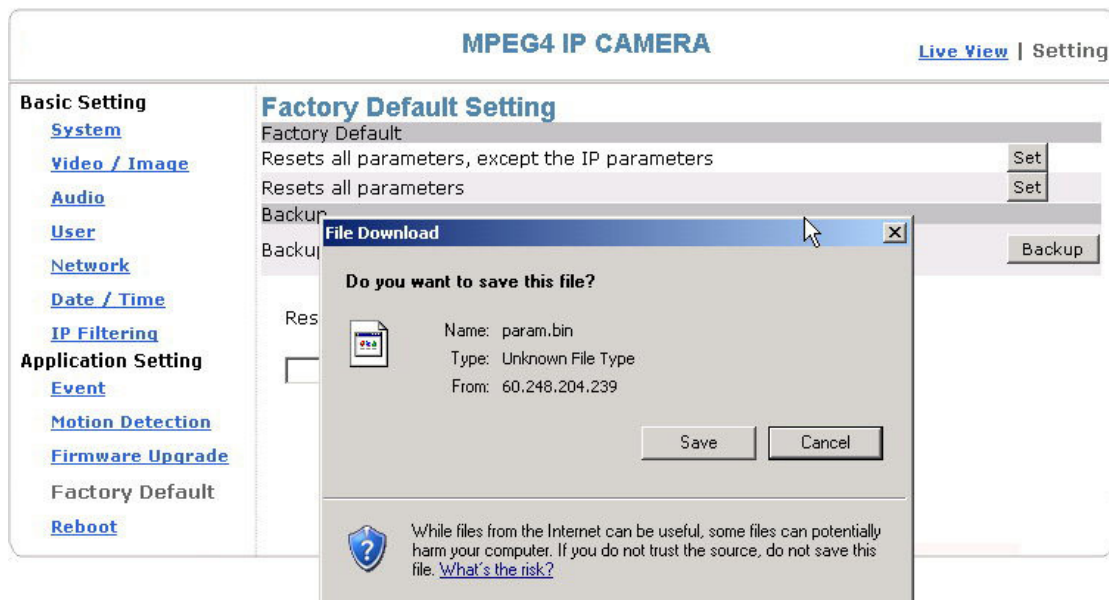 MPEG4 IP CAMERA
Live View | Setting
Basic Setting
System
Video / Image
Audio
User
Network
Date / Time
IP Filtering
Application Setting
Event
Motion Detection
Firmware Upgrade
Factory Default
Reboot
Factory Default Setting
Factory Default
Resets all parameters, except the IP parameters
Set
Resets all parameters
Set
Backup
Backup
Backup
Res
File Download
Do you want to save this file?
Name: param.bin
Type: Unknown File Type
From: 60.248.204.239
Save
Cancel
While files from the Internet can be useful, some files can potentially
harm your computer. If you do not trust the source, do not save this
file. What's the risk?